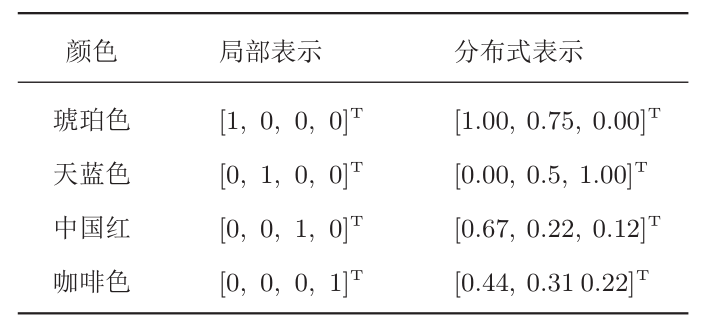 颜色 局部表示 分布式表示
琥珀色 [1, 0, 0, 0]T [1.00, 0.75, 0.00]T
天蓝色 [0, 1, 0, 0]T [0.00, 0.5, 1.00]T
中国红 [0, 0, 1, 0]T [0.67, 0.22, 0.12]T
咖啡色 [0, 0, 0, 1]T [0.44, 0.31 0.22]T